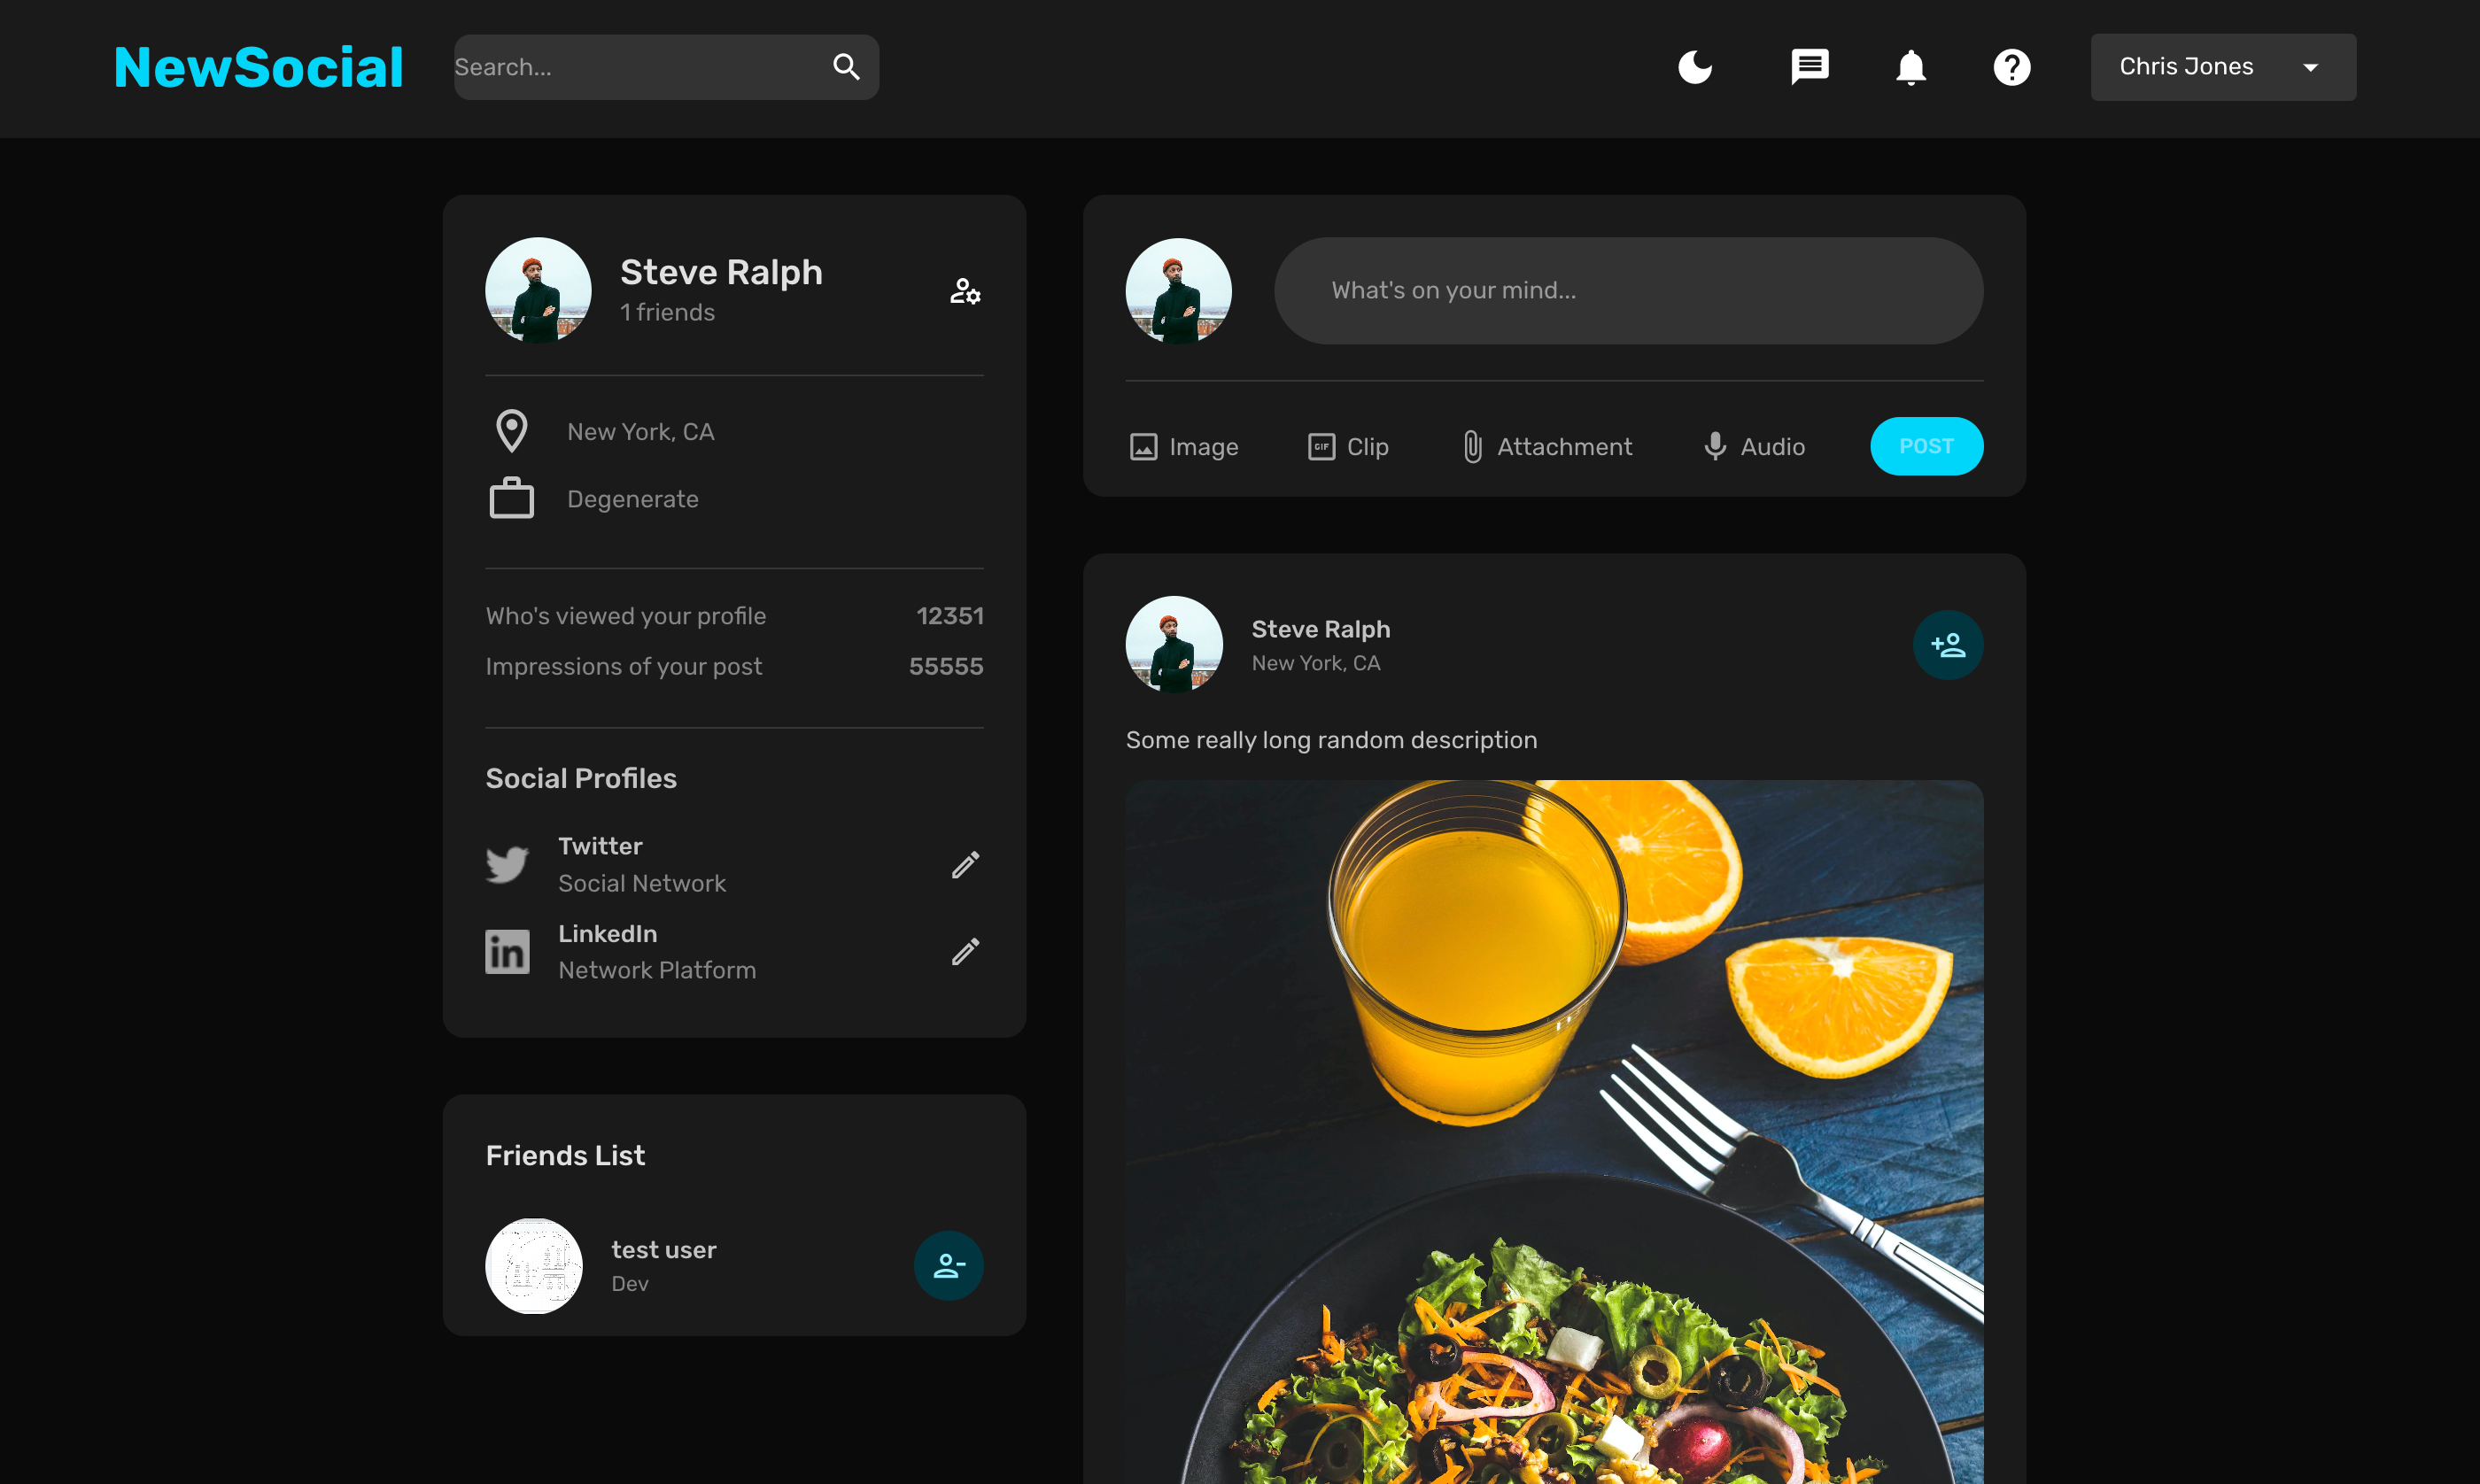 NewSocial
Search...
Chris Jones
Steve Ralph
1 friends
New York, CA
Degenerate
Who's viewed your profile 12351
Impressions of your post 55555
Social Profiles
Twitter
Social Network
LinkedIn
Network Platform
Friends List
test user
Dev
What's on your mind...
Image GIF Clip Attachment Audio POST
Steve Ralph
New York, CA
Some really long random description